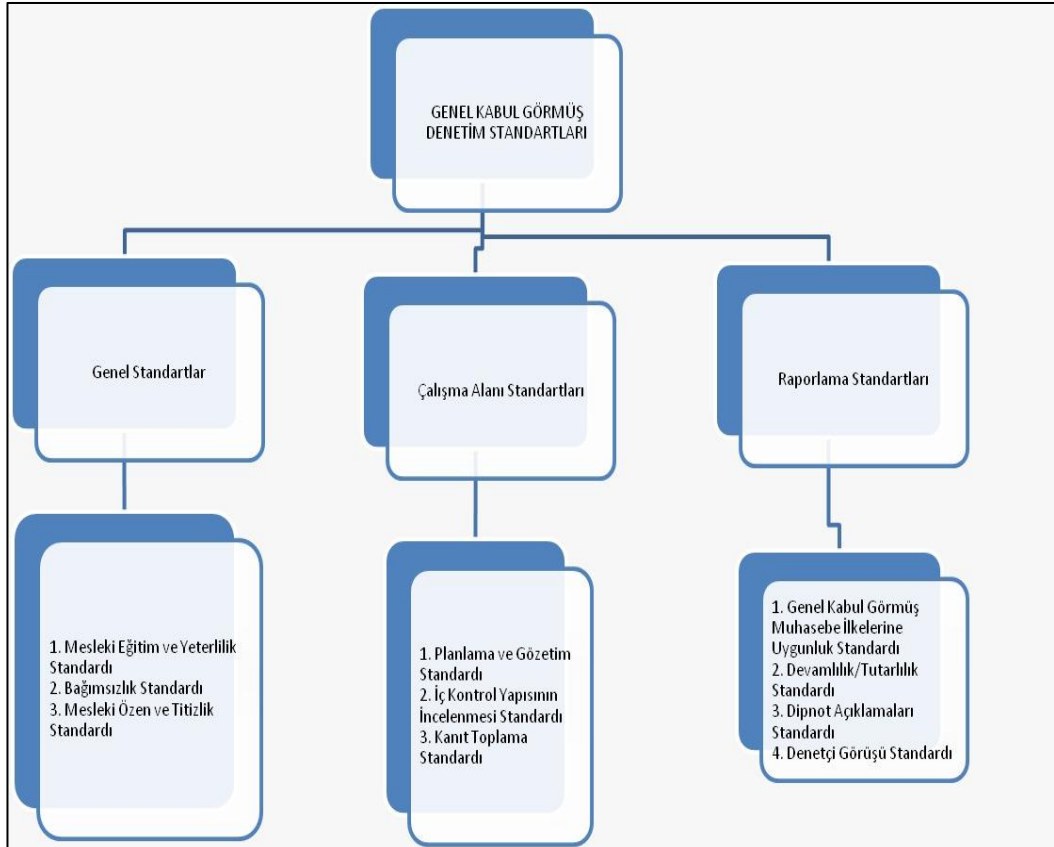 GENEL KABUL GÖRMÜŞ
DENETİM STANDARTLARI
Genel Standartlar
Çalışma Alanı Standartları
Raporlama Standartları
1. Mesleki Eğitim ve Yeterlilik
Standardı
2. Bağımsızlık Standardı
3. Mesleki Özen ve Titizlik
Standardı
1. Planlama ve Gözetim
Standardı
2. İç Kontrol Yapısının
İncelenmesi Standardı
3. Kanıt Toplama
Standardı
1. Genel Kabul Görmüş
Muhasebe İlkelerine
Uygunluk Standardı
2. Devamlılık/Tutarlılık
Standardı
3. Dipnot Açıklamaları
Standardı
4. Denetçi Görüşü Standardı